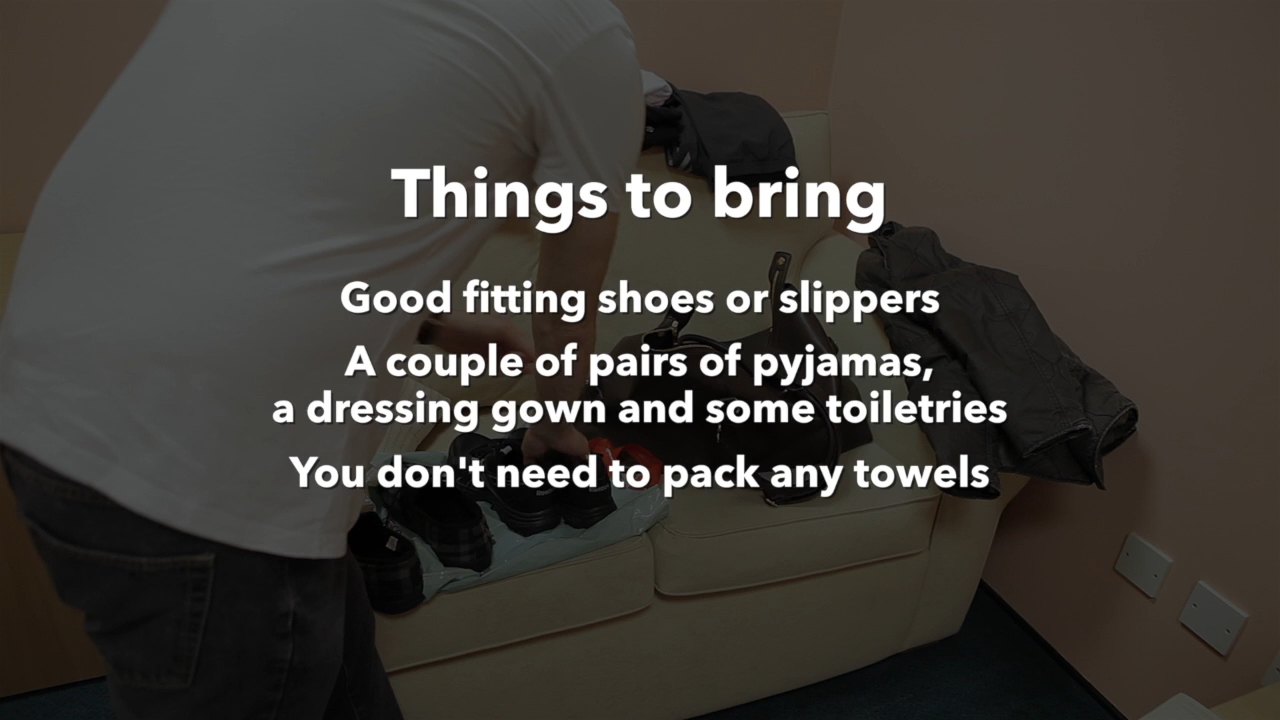 Things to bring
Good fitting shoes or slippers
A couple of pairs of pyjamas,
a dressing gown and some toiletries
You don't need to pack any towels